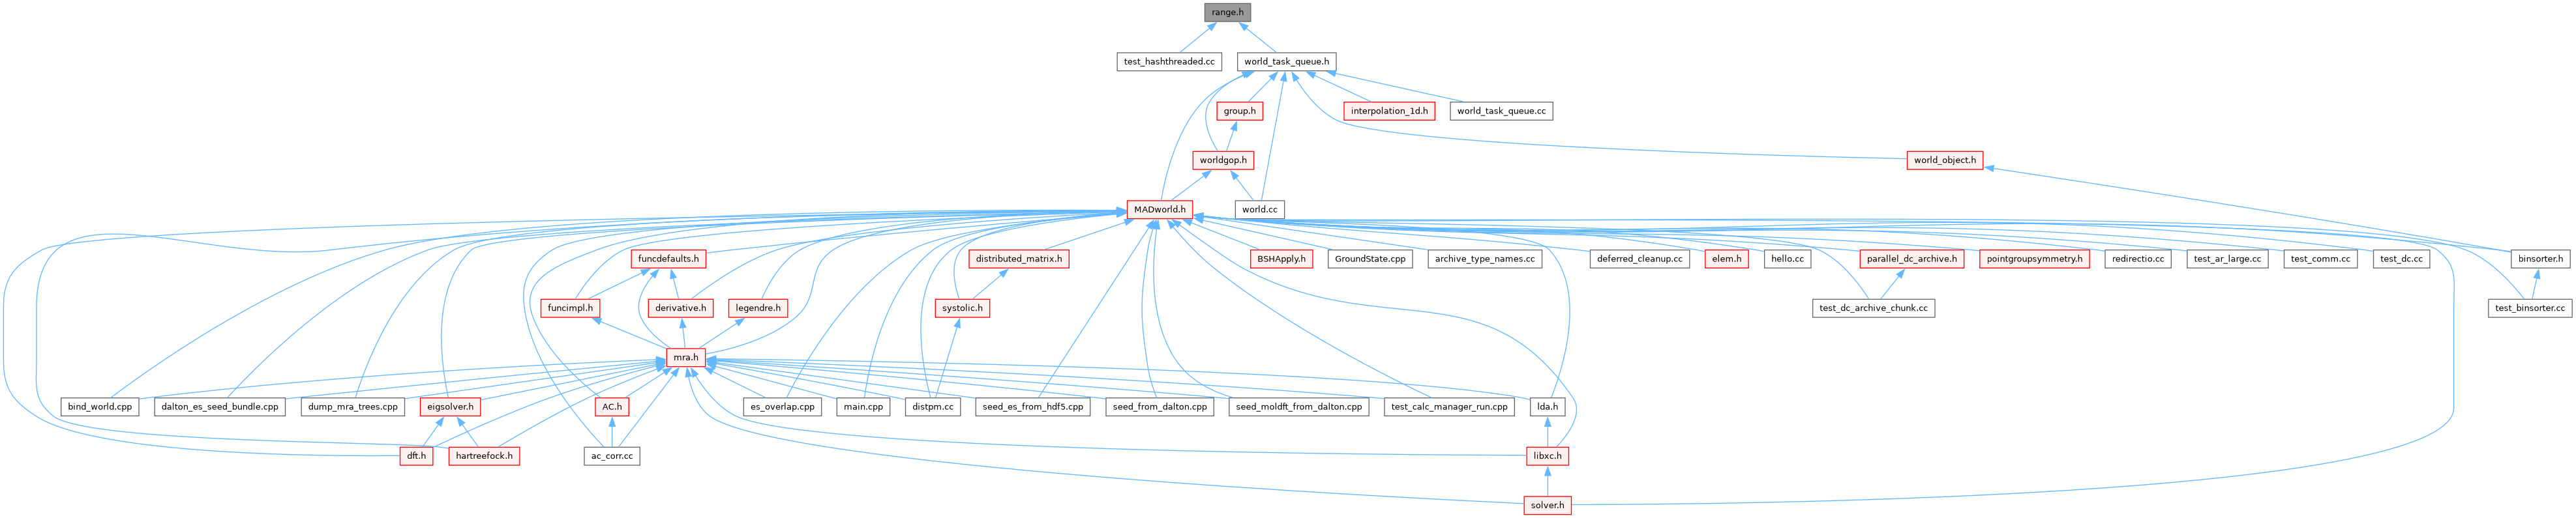 range.h
test_hashthreaded.cc
world_task_queue.h
group.h
interpolation_1d.h
world_task_queue.cc
worldgop.h
world_object.h
MADworld.h
world.cc
funcdefaults.h
distributed_matrix.h
BSHApply.h
GroundState.cpp
archive_type_names.cc
deferred_cleanup.cc
elem.h
hello.cc
parallel_dc_archive.h
pointgroupsymmetry.h
redirectio.cc
test_ar_large.cc
test_comm.cc
test_dc.cc
binsorter.h
funcimpl.h
derivative.h
legendre.h
systolic.h
test_dc_archive_chunk.cc
test_binsorter.cc
mra.h
bind_world.cpp
dalton_es_seed_bundle.cpp
dump_mra_trees.cpp
eigsolver.h
AC.h
es_overlap.cpp
main.cpp
distpm.cc
seed_es_from_hdf5.cpp
seed_from_dalton.cpp
seed_moldft_from_dalton.cpp
test_calc_manager_run.cpp
lda.h
dft.h
hartreefock.h
ac_corr.cc
libxc.h
solver.h